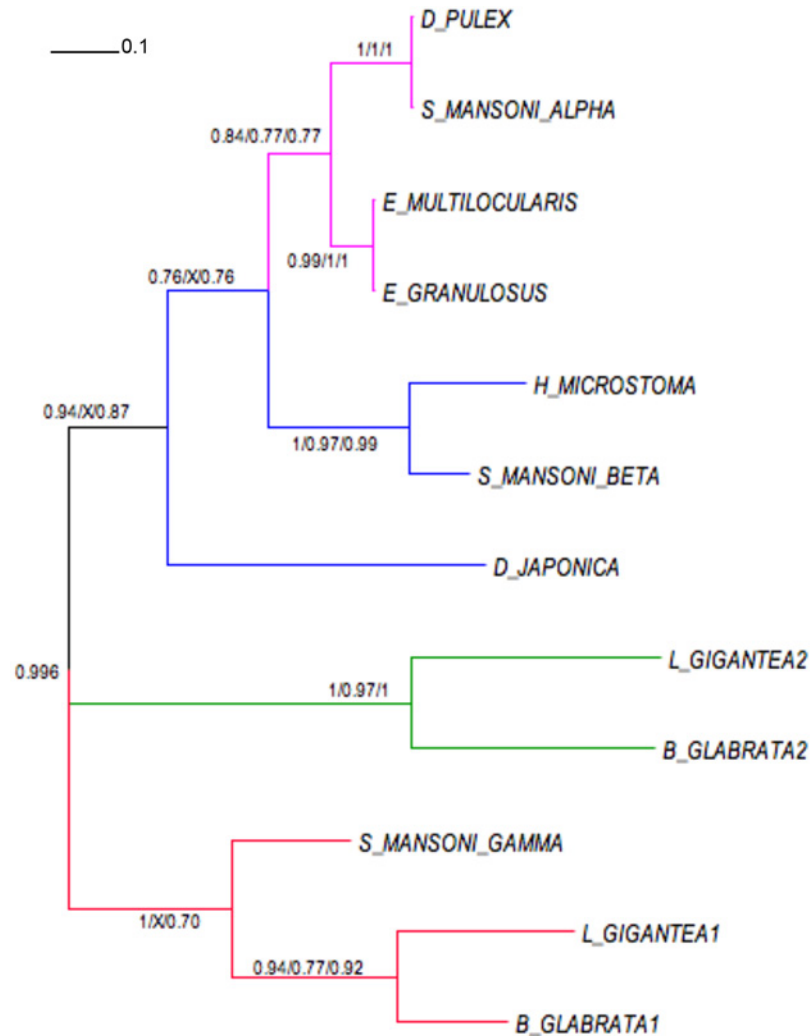 D_PULEX
0.1
1/1/1
S_MANSONI_ALPHA
0.84/0.77/0.77
E_MULTILOCULARIS
0.99/1/1
0.76/X/0.76
E_GRANULOSUS
H_MICROSTOMA
0.94/X/0.87
1/0.97/0.99
S_MANSONI_BETA
D_JAPONICA
L_GIGANTEA2
0.996
1/0.97/1
B_GLABRATA2
S_MANSONI_GAMMA
1/X/0.70
L_GIGANTEA1
0.94/0.77/0.92
B_GLABRATA1